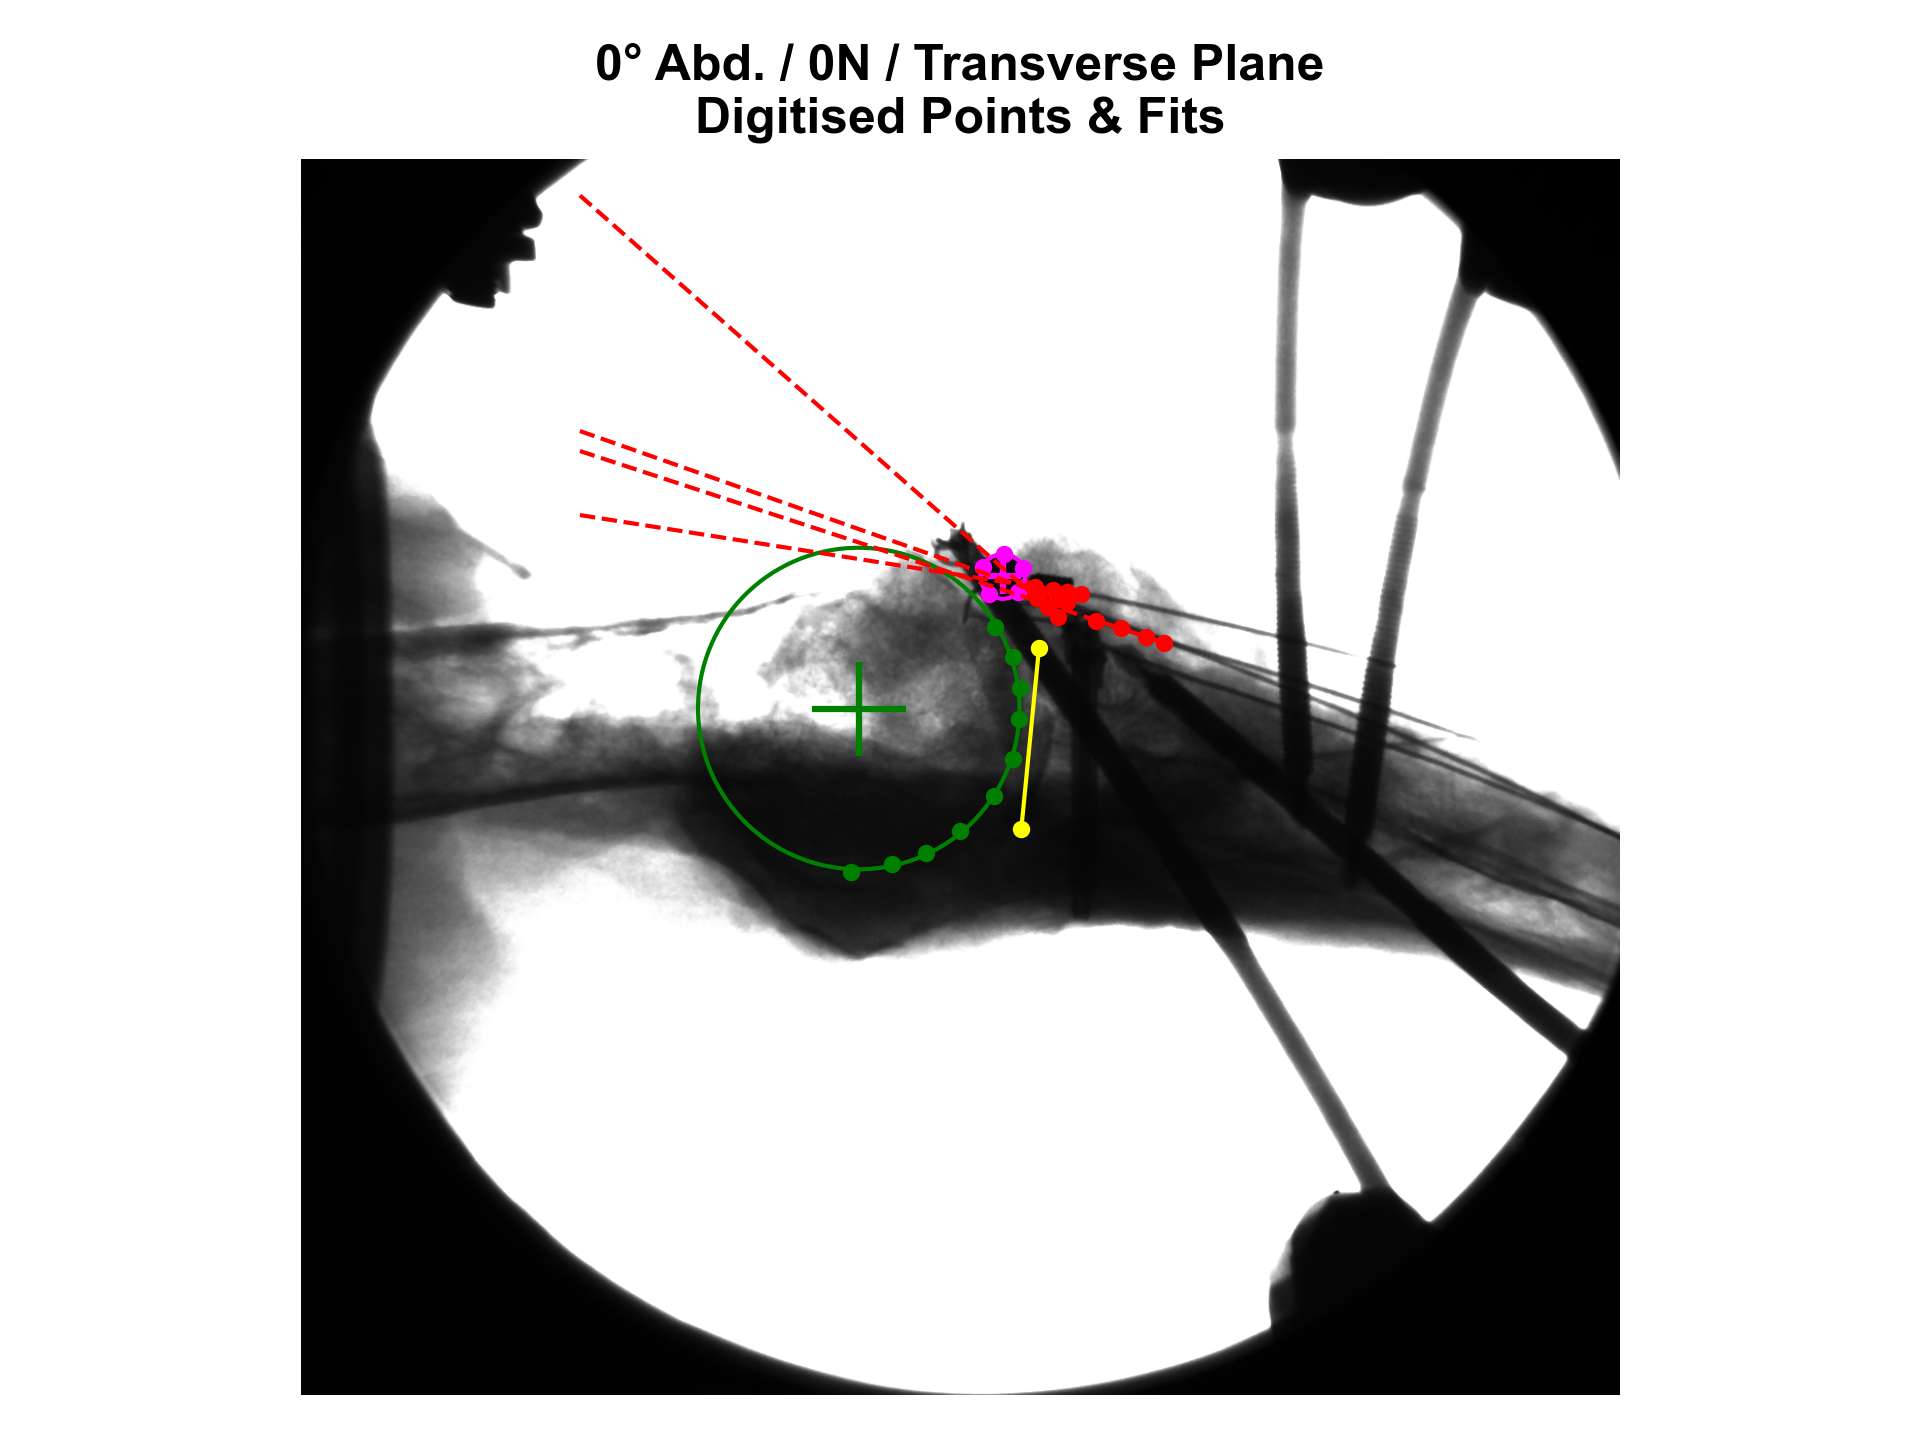 0° Abd. / 0N / Transverse Plane
Digitised Points & Fits